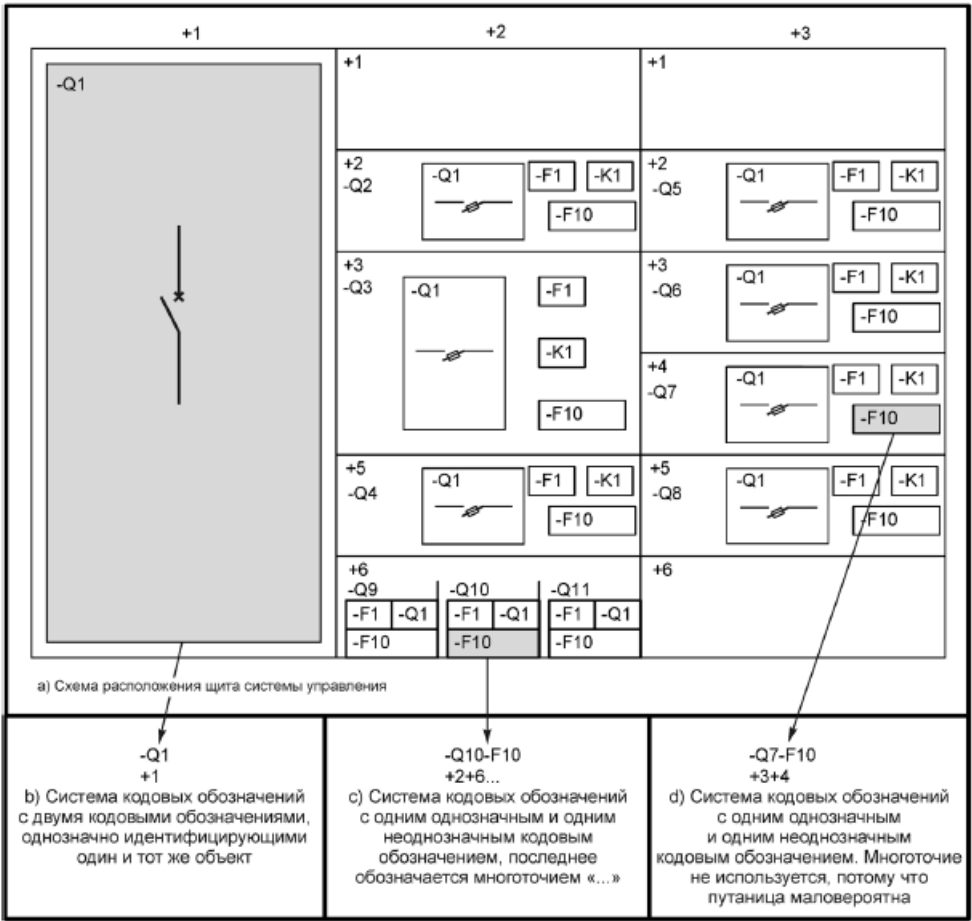 +1 +2 +3
-Q1
+1
+1
+2
-Q2
-Q1 -F1 -K1
-F10
+2
-Q5
-Q1 -F1 -K1
-F10
+3
-Q3
-Q1 -F1
-K1
-F10
+3
-Q6
-Q1 -F1 -K1
-F10
+4
-Q7
-Q1 -F1 -K1
-F10
+5
-Q4
-Q1 -F1 -K1
-F10
+5
-Q8
-Q1 -F1 -K1
-F10
+6
-Q9 -Q10 -Q11
-F1 -Q1 -F1 -Q1 -F1 -Q1
-F10 -F10 -F10
+6
a) Схема расположения щита системы управления
-Q1
+1
b) Система кодовых обозначений
с двумя кодовыми обозначениями,
однозначно идентифицирующими
один и тот же объект
-Q10-F10
+2+6...
c) Система кодовых обозначений
с одним однозначным и одним
неоднозначным кодовым
обозначением, последнее
обозначается многоточием «...»
-Q7-F10
+3+4
d) Система кодовых обозначений
с одним однозначным
и одним неоднозначным
кодовым обозначением. Многоточие
не используется, потому что
путаница маловероятна